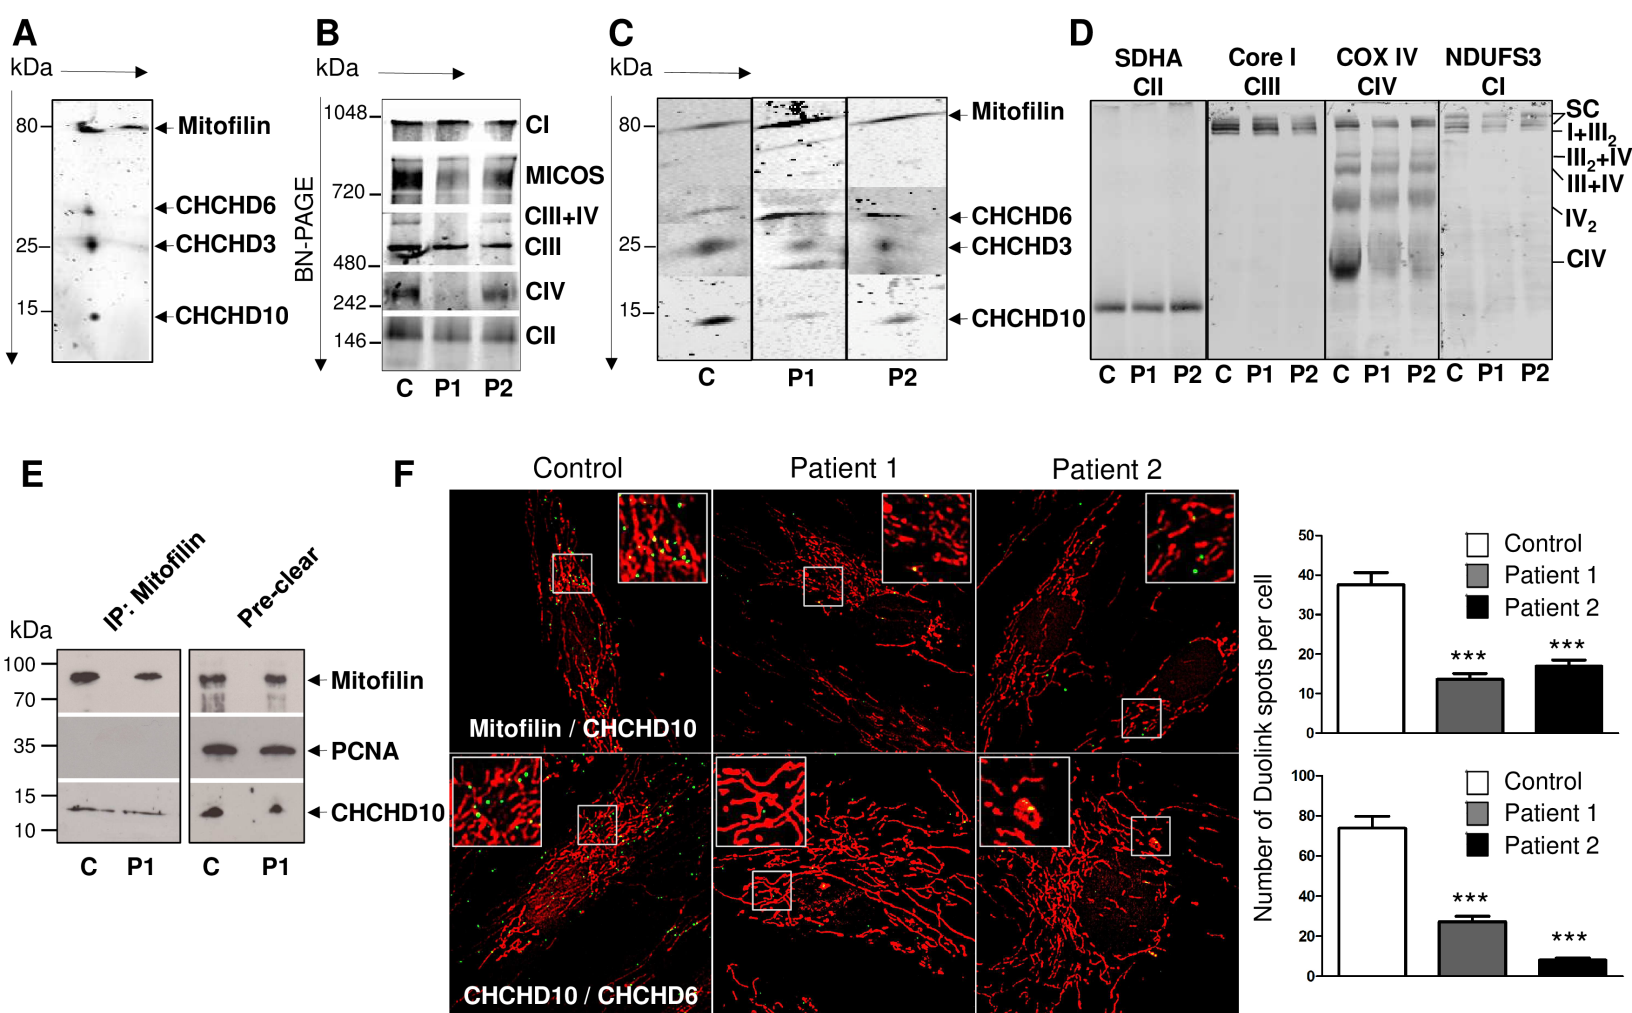 A
kDa
80
25
15
Mitofilin
CHCHD6
CHCHD3
CHCHD10
B
kDa
BN-PAGE
1048
720
480
242
146
CI
MICOS
CIII+IV
CIII
CIV
CII
C P1 P2
C
kDa
80
25
15
Mitofilin
CHCHD6
CHCHD3
CHCHD10
C P1 P2
D
SDHA Core I COX IV NDUFS3
CII CIII CIV CI
SC
I+III2
III2+IV
III+IV
IV2
CIV
C P1 P2 C P1 P2 C P1 P2 C P1 P2
E
IP: Mitofilin
Pre-clear
kDa
100
70
35
15
10
Mitofilin
PCNA
CHCHD10
C P1 C P1
F
Control Patient 1 Patient 2
Mitofilin / CHCHD10
CHCHD10 / CHCHD6
Number of Duolink spots per cell
50
40
30
20
10
0
Control
Patient 1
Patient 2
*** ***
100
80
60
40
20
0
Control
Patient 1
Patient 2
*** ***